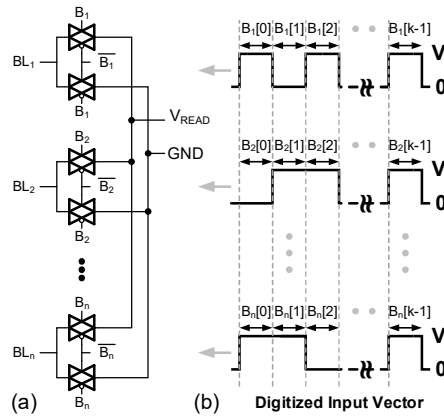 B1
BL1
B1
B1
VREAD
GND
B2
BL2
B2
B2
Bn
BLn
Bn
Bn
(a)
B1[0] B1[1] B1[2] B1[k-1]
V
0
B2[0] B2[1] B2[2] B2[k-1]
V
0
Bn[0] Bn[1] Bn[2] Bn[k-1]
V
0
(b) Digitized Input Vector